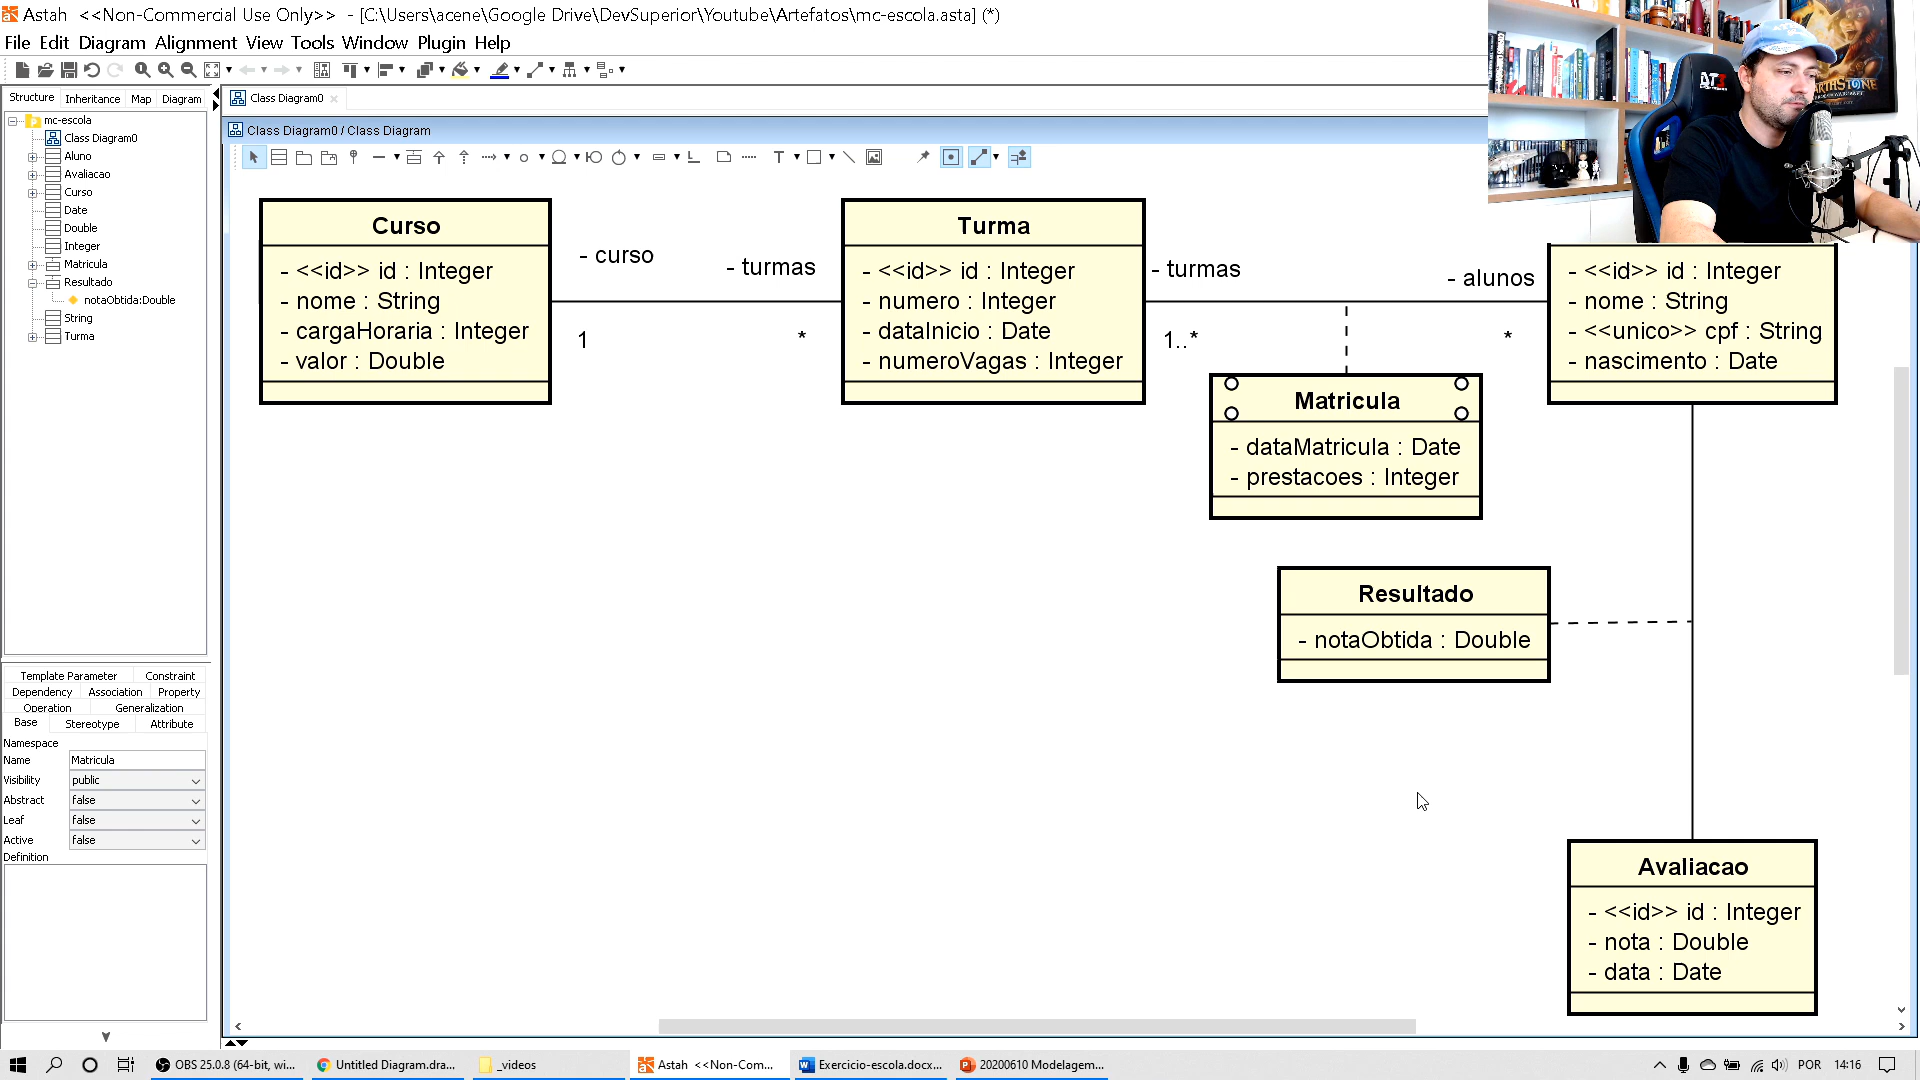 Astah <<Non-Commercial Use Only>> - [C:\Users\acene\Google Drive\DevSuperior\Youtube\Artefatos\mc-escola.asta] (*)
File Edit Diagram Alignment View Tools Window Plugin Help
Structure Inheritance Map Diagram
mc-escola
Class Diagram0
Aluno
Avaliacao
Curso
Date
Double
Integer
Matricula
Resultado
notaObtida:Double
String
Turma
Template Parameter Constraint
Dependency Association Property
Operation Generalization
Base Stereotype Attribute
Namespace
Name Matricula
Visibility public
Abstract false
Leaf false
Active false
Definition
Class Diagram0
Class Diagram0 / Class Diagram
Curso
- <<id>> id : Integer
- nome : String
- cargaHoraria : Integer
- valor : Double
- curso
- turmas
1
*
Turma
- <<id>> id : Integer
- numero : Integer
- dataInicio : Date
- numeroVagas : Integer
- turmas
- alunos
1..*
*
- <<id>> id : Integer
- nome : String
- <<unico>> cpf : String
- nascimento : Date
Matricula
- dataMatricula : Date
- prestacoes : Integer
Resultado
- notaObtida : Double
Avaliacao
- <<id>> id : Integer
- nota : Double
- data : Date
OBS 25.0.8 (64-bit, wi...
Untitled Diagram.dra...
_videos
Astah <<Non-Com...
Exercicio-escola.docx...
20200610 Modelagem...
POR 14:16